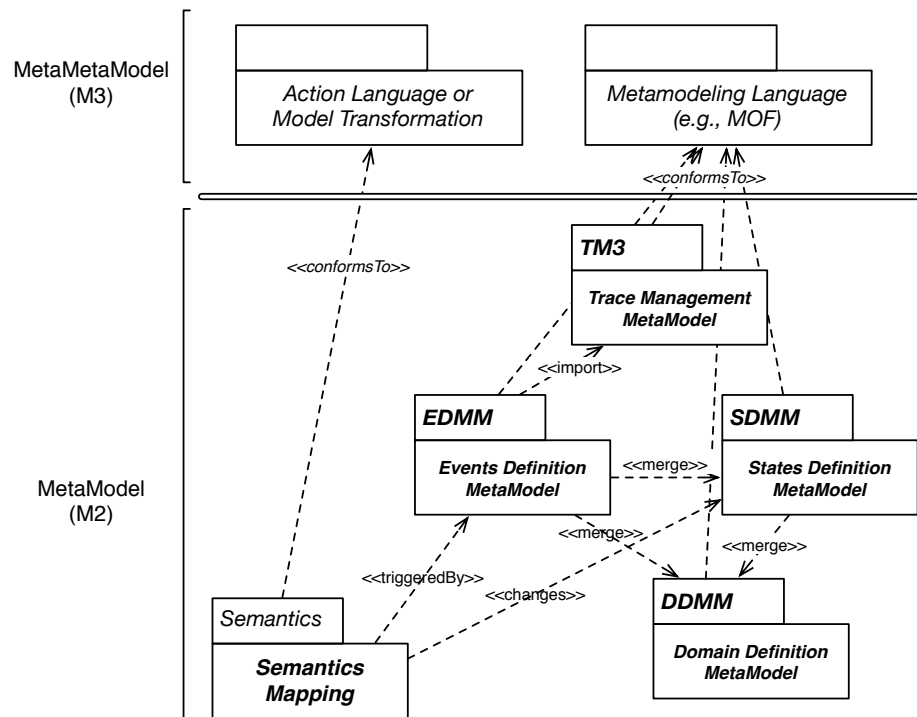 MetaMetaModel
(M3)
Action Language or
Model Transformation
Metamodeling Language
(e.g., MOF)
<<conformsTo>>
TM3
Trace Management
MetaModel
<<conformsTo>>
<<import>>
EDMM
Events Definition
MetaModel
<<merge>>
SDMM
States Definition
MetaModel
MetaModel
(M2)
<<merge>>
<<merge>>
<<triggeredBy>>
<<changes>>
DDMM
Domain Definition
MetaModel
Semantics
Semantics
Mapping